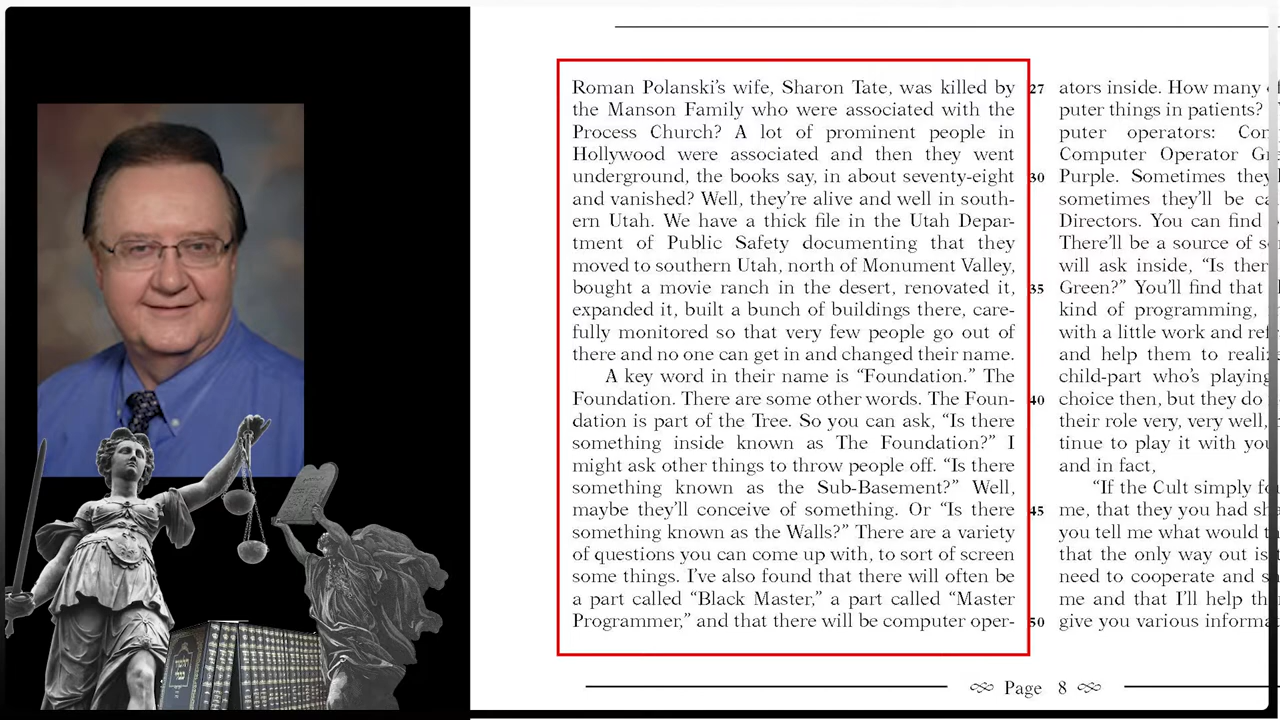 Roman Polanski’s wife, Sharon Tate, was killed by
the Manson Family who were associated with the
Process Church? A lot of prominent people in
Hollywood were associated and then they went
underground, the books say, in about seventy-eight
and vanished? Well, they’re alive and well in south-
ern Utah. We have a thick file in the Utah Depar-
tment of Public Safety documenting that they
moved to southern Utah, north of Monument Valley,
bought a movie ranch in the desert, renovated it,
expanded it, built a bunch of buildings there, care-
fully monitored so that very few people go out of
there and no one can get in and changed their name.
A key word in their name is “Foundation.” The
Foundation. There are some other words. The Foun-
dation is part of the Tree. So you can ask, “Is there
something inside known as The Foundation?” I
might ask other things to throw people off. “Is there
something known as the Sub-Basement?” Well,
maybe they’ll conceive of something. Or “Is there
something known as the Walls?” There are a variety
of questions you can come up with, to sort of screen
some things. I’ve also found that there will often be
a part called “Black Master,” a part called “Master
Programmer,” and that there will be computer oper-
27
30
35
40
45
50
ators inside. How many
puter things in patients?
puter operators:
Computer Operator
Purple. Sometimes
sometimes they’ll be
Directors. You can find
There’ll be a source of
will ask inside, “Is
Green?” You’ll find that
kind of programming,
with a little work and
and help them to
child-part who’s playing
choice then, but they do
their role very, very well,
tinue to play it with
and in fact,
“If the Cult simply
me, that they you had
you tell me what would
that the only way out is
need to cooperate and
me and that I’ll help
give you various
Page 8